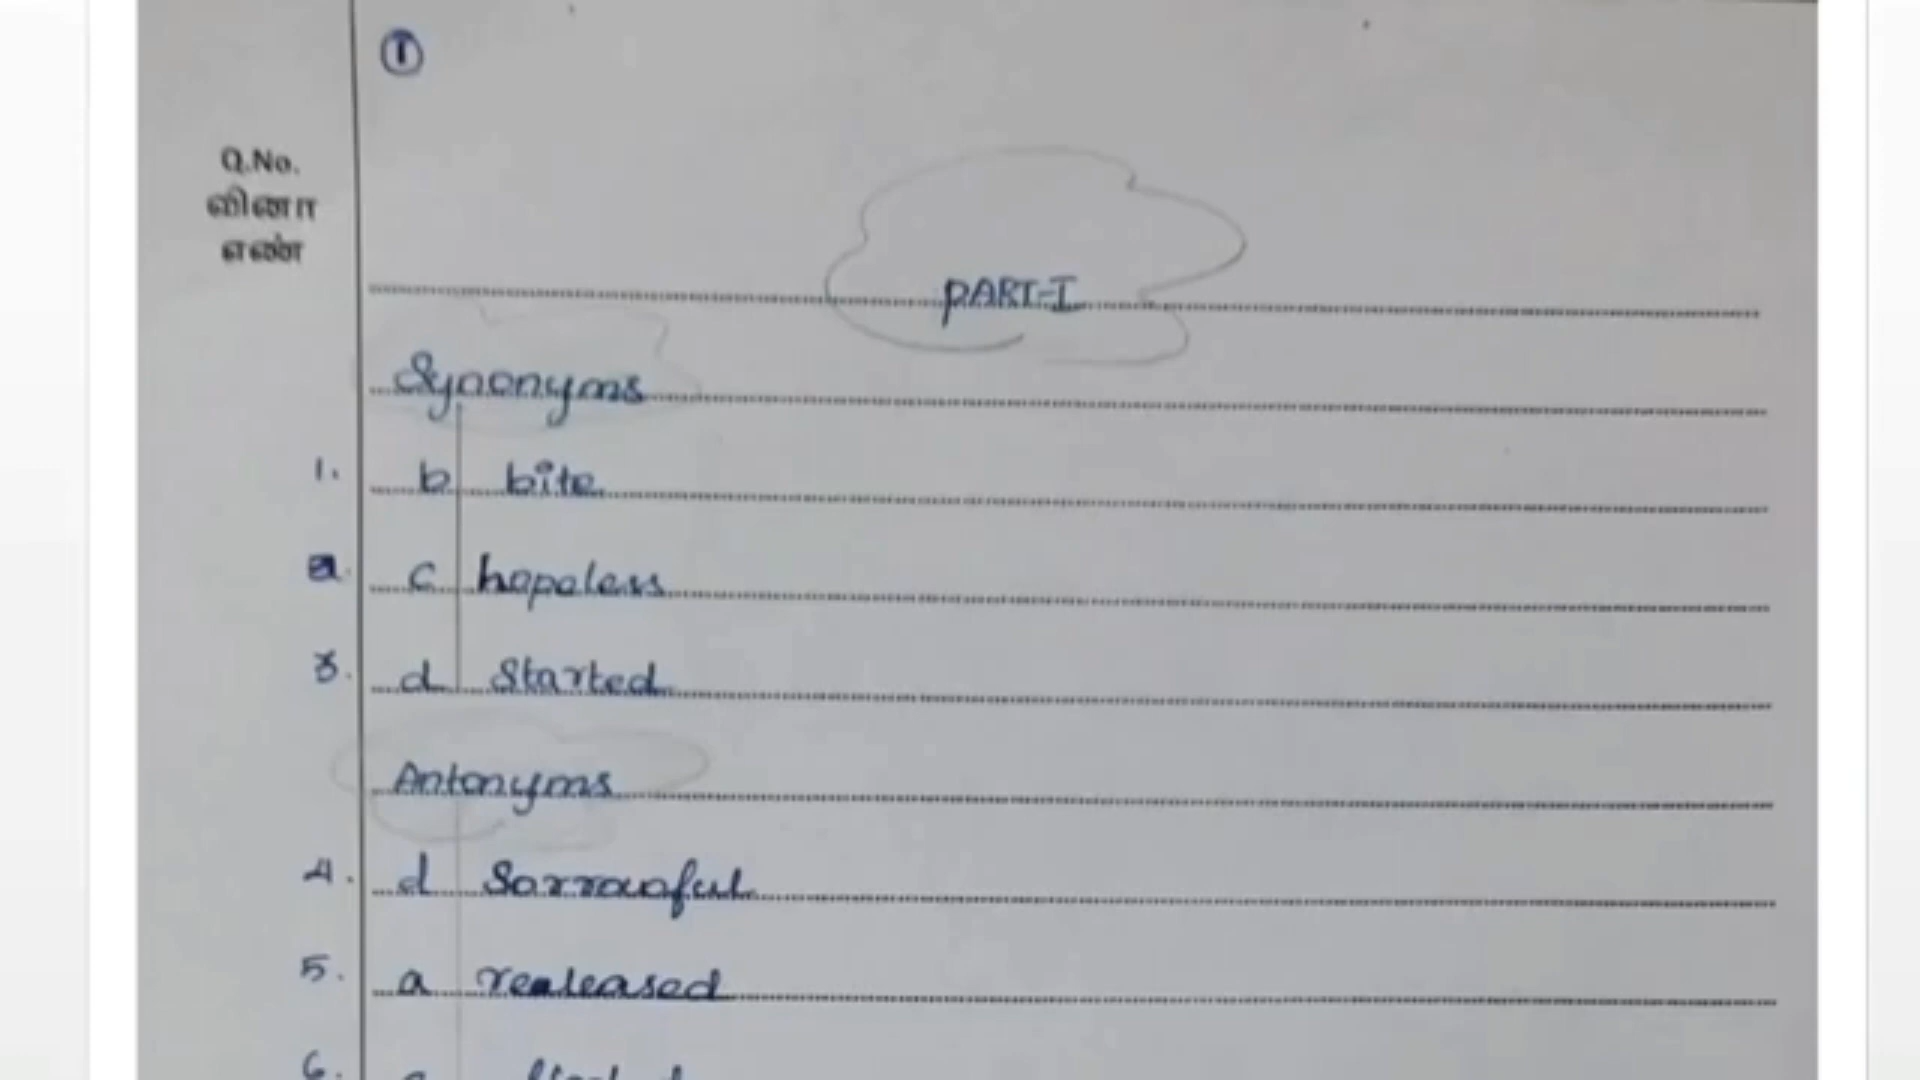 1
Q.No.
வினா
எண்
PART-I
Synonyms
1. b bite
2. c hopeless
3. d Started
Antonyms
4. d Sorrowful
5. a realeased
6.